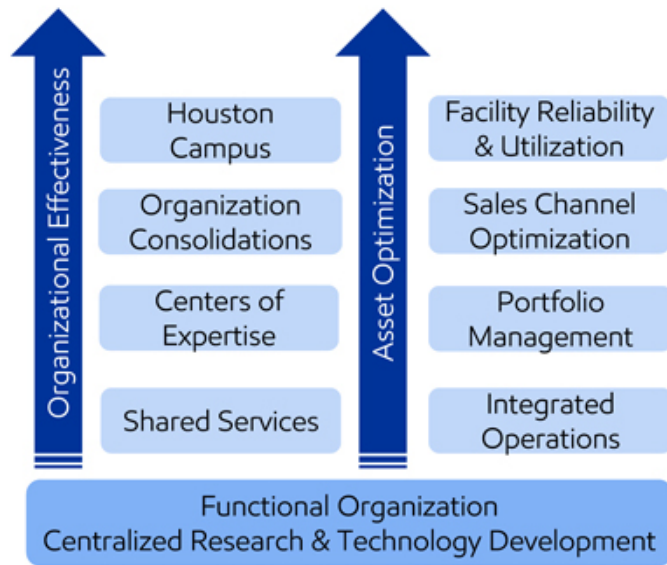 Organizational Effectiveness
Houston
Campus
Organization
Consolidations
Centers of
Expertise
Shared Services
Asset Optimization
Facility Reliability
& Utilization
Sales Channel
Optimization
Portfolio
Management
Integrated
Operations
Functional Organization
Centralized Research & Technology Development